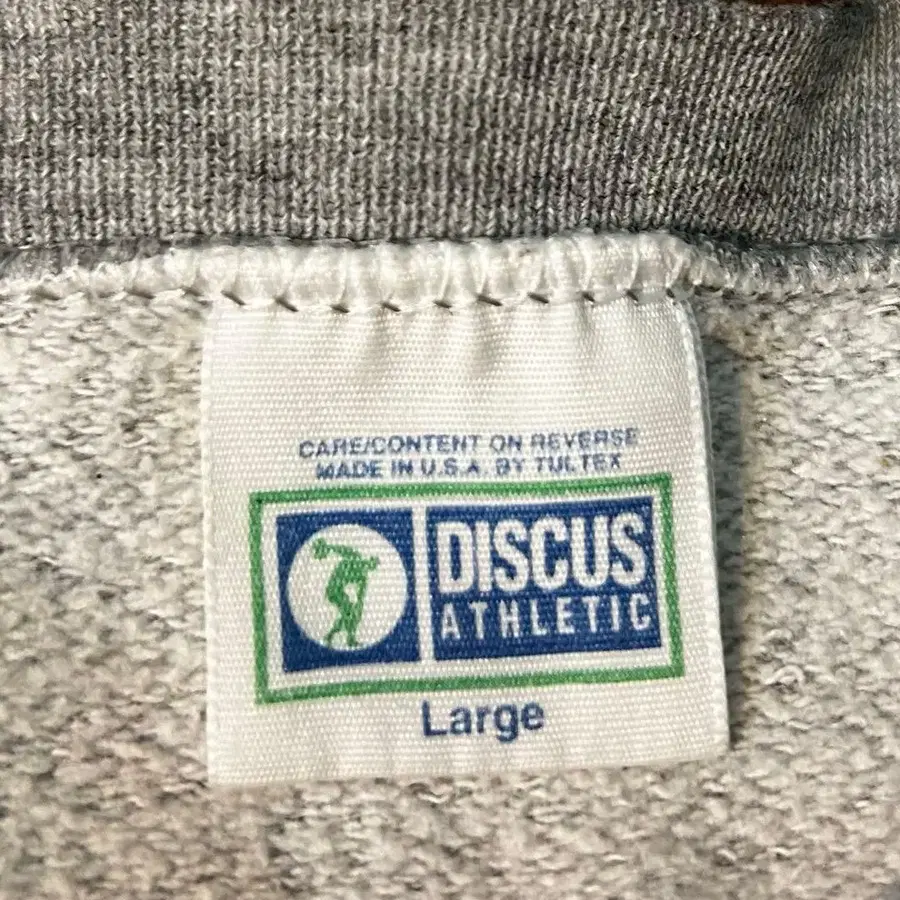 CARE/CONTENT ON REVERSE
MADE IN U.S.A. BY TULTEX
DISCUS
ATHLETIC
Large